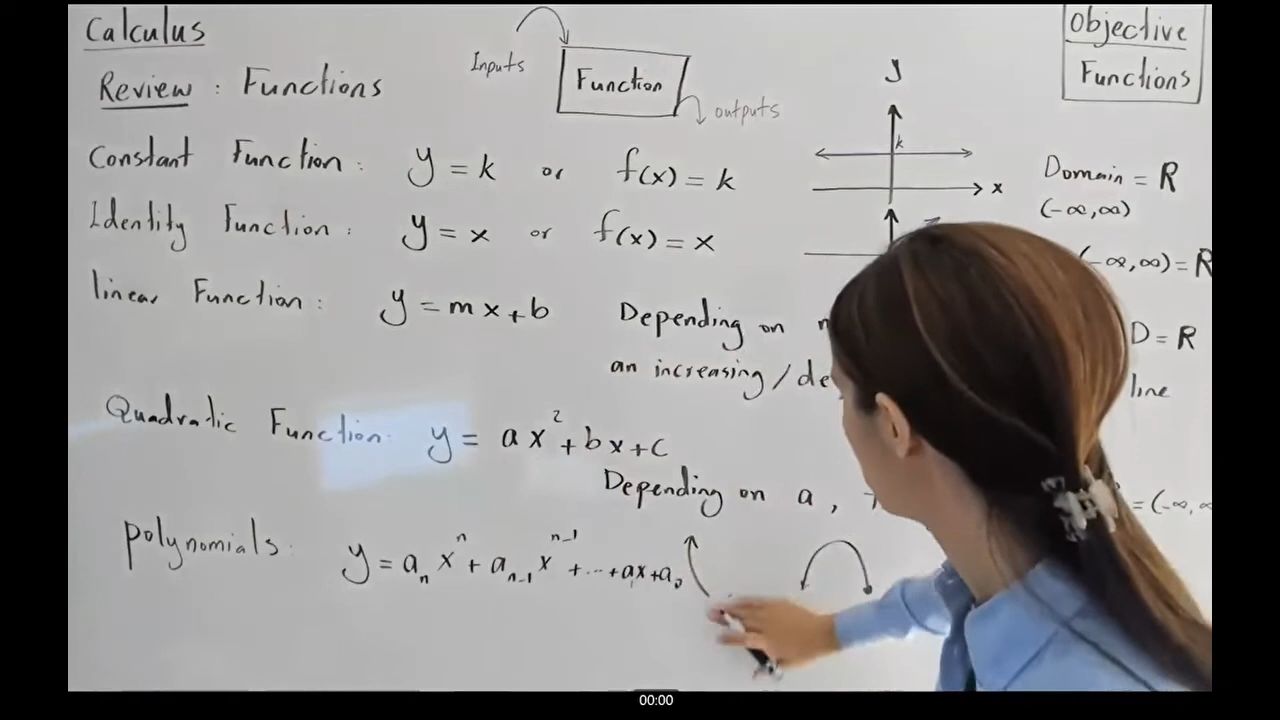 Calculus
Objective
Functions
Review : Functions
Inputs
Function
outputs
Constant Function : y = k or f(x) = k
y
k
x
Domain = R
(-∞,∞)
Identity Function : y = x or f(x) = x
(-∞,∞) = R
linear Function : y = mx+b
Depending on
D = R
an increasing /
line
Quadratic Function: y = ax²+bx+c
Depending on a,
= (-∞,∞
polynomials: y = aₙxⁿ + aₙ₋₁xⁿ⁻¹ + ... + a₁x+a₀
00:00